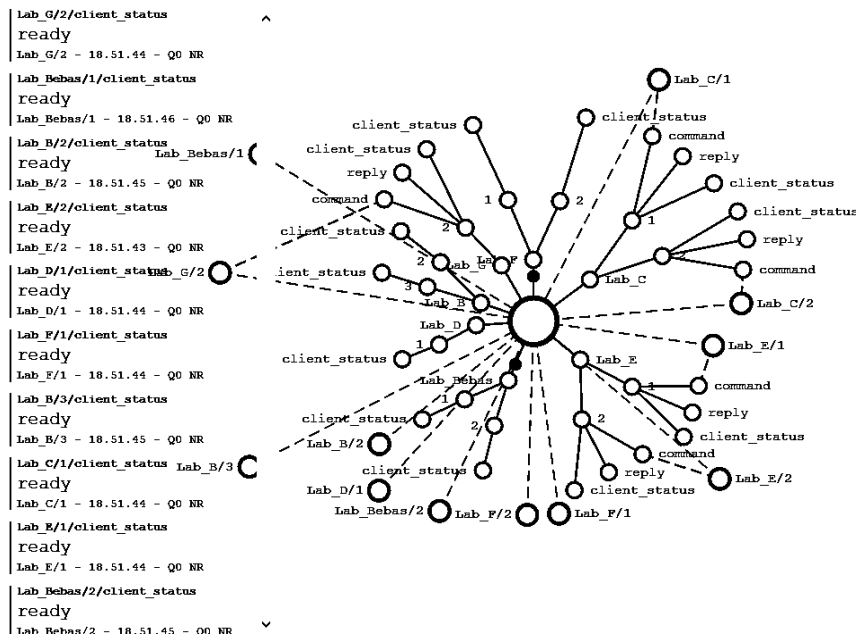 Lab_G/2/client_status
ready
Lab_G/2 - 18.51.44 - Q0 NR
Lab_Bebas/1/client_status
ready
Lab_Bebas/1 - 18.51.46 - Q0 NR
Lab_B/2/client_status
ready
Lab_B/2 - 18.51.45 - Q0 NR
Lab_E/2/client_status
ready
Lab_E/2 - 18.51.43 - Q0 NR
Lab_D/1/client_status
ready
Lab_D/1 - 18.51.44 - Q0 NR
Lab_F/1/client_status
ready
Lab_F/1 - 18.51.44 - Q0 NR
Lab_B/3/client_status
ready
Lab_B/3 - 18.51.45 - Q0 NR
Lab_C/1/client_status
ready
Lab_C/1 - 18.51.44 - Q0 NR
Lab_E/1/client_status
ready
Lab_E/1 - 18.51.44 - Q0 NR
Lab_Bebas/2/client_status
ready
Lab_Bebas/2 - 18.51.45 - Q0 NR
Lab_C/1
client_status
client_status
command
client_status
Lab_Bebas/1
reply
reply
client_status
command
1
2
1
client_status
client_status
2
reply
2
Lab_F
2
Lab_G
command
Lab_G/2
client_status
Lab_C
3
Lab_B
Lab_C/2
Lab_D
1
Lab_E/1
client_status
Lab_E
Lab_Bebas
1
command
1
reply
client_status
2
2
client_status
Lab_B/2
command
Lab_B/3
client_status
reply
Lab_E/2
Lab_D/1
client_status
Lab_Bebas/2
Lab_F/2
Lab_F/1